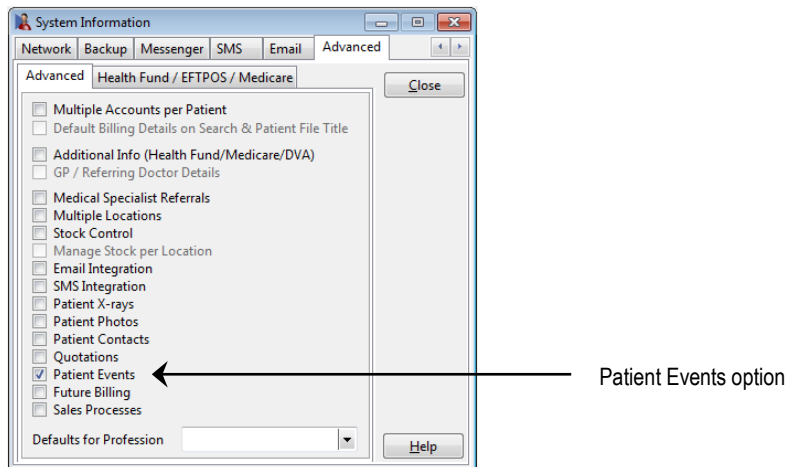 System Information
Network Backup Messenger SMS Email Advanced
Advanced Health Fund / EFTPOS / Medicare
Close
Multiple Accounts per Patient
Default Billing Details on Search & Patient File Title
Additional Info (Health Fund/Medicare/DVA)
GP / Referring Doctor Details
Medical Specialist Referrals
Multiple Locations
Stock Control
Manage Stock per Location
Email Integration
SMS Integration
Patient X-rays
Patient Photos
Patient Contacts
Quotations
Patient Events
Patient Events option
Future Billing
Sales Processes
Defaults for Profession
Help